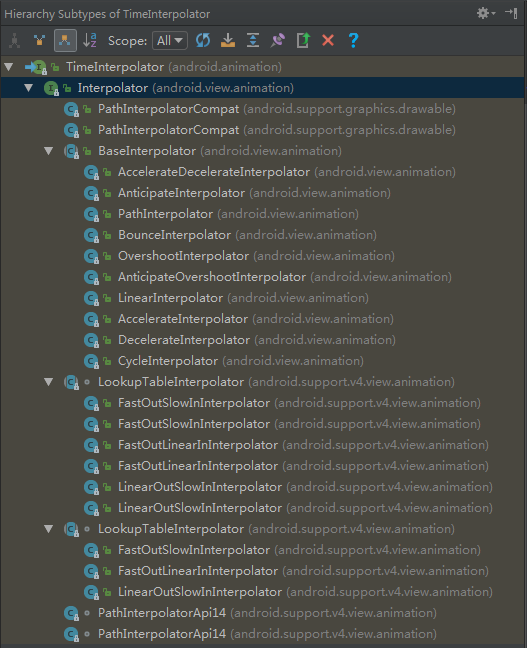 Hierarchy Subtypes of TimeInterpolator
Scope: All
TimeInterpolator (android.animation)
Interpolator (android.view.animation)
PathInterpolatorCompat (android.support.graphics.drawable)
PathInterpolatorCompat (android.support.graphics.drawable)
BaseInterpolator (android.view.animation)
AccelerateDecelerateInterpolator (android.view.animation)
AnticipateInterpolator (android.view.animation)
PathInterpolator (android.view.animation)
BounceInterpolator (android.view.animation)
OvershootInterpolator (android.view.animation)
AnticipateOvershootInterpolator (android.view.animation)
LinearInterpolator (android.view.animation)
AccelerateInterpolator (android.view.animation)
DecelerateInterpolator (android.view.animation)
CycleInterpolator (android.view.animation)
LookupTableInterpolator (android.support.v4.view.animation)
FastOutSlowInInterpolator (android.support.v4.view.animation)
FastOutSlowInInterpolator (android.support.v4.view.animation)
FastOutLinearInInterpolator (android.support.v4.view.animation)
FastOutLinearInInterpolator (android.support.v4.view.animation)
LinearOutSlowInInterpolator (android.support.v4.view.animation)
LinearOutSlowInInterpolator (android.support.v4.view.animation)
LookupTableInterpolator (android.support.v4.view.animation)
FastOutSlowInInterpolator (android.support.v4.view.animation)
FastOutLinearInInterpolator (android.support.v4.view.animation)
LinearOutSlowInInterpolator (android.support.v4.view.animation)
PathInterpolatorApi14 (android.support.v4.view.animation)
PathInterpolatorApi14 (android.support.v4.view.animation)